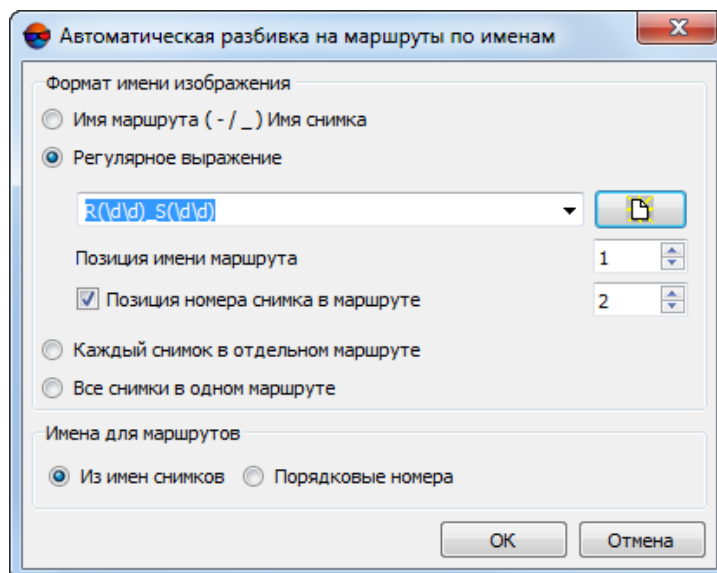 Автоматическая разбивка на маршруты по именам
Формат имени изображения
Имя маршрута ( - / _ ) Имя снимка
Регулярное выражение
R(\d\d)_S(\d\d)
Позиция имени маршрута 1
Позиция номера снимка в маршруте 2
Каждый снимок в отдельном маршруте
Все снимки в одном маршруте
Имена для маршрутов
Из имен снимков Порядковые номера
ОК Отмена